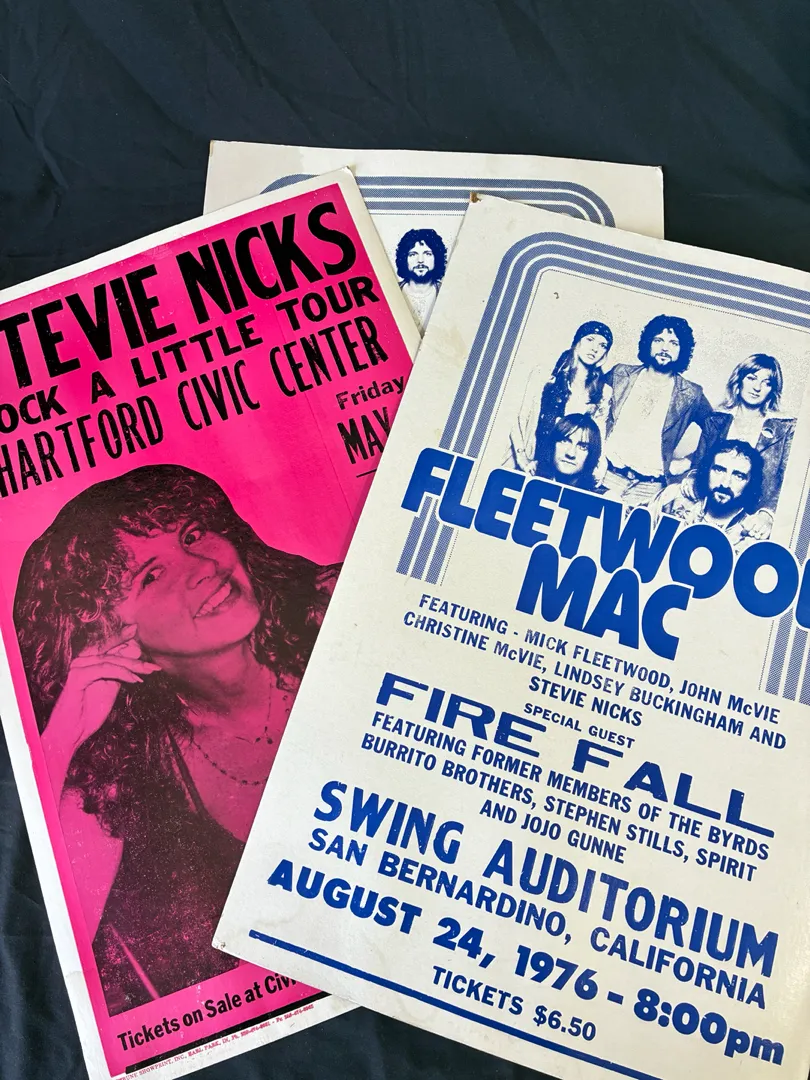 TEVIE NICKS
OCK A LITTLE TOUR
HARTFORD CIVIC CENTER
Friday
MAY
Tickets on Sale at Civi
FLEETWOOD
MAC
FEATURING - MICK FLEETWOOD, JOHN McVIE
CHRISTINE McVIE, LINDSEY BUCKINGHAM AND
STEVIE NICKS
SPECIAL GUEST
FIRE FALL
FEATURING FORMER MEMBERS OF THE BYRDS
BURRITO BROTHERS, STEPHEN STILLS, SPIRIT
AND JOJO GUNNE
SWING AUDITORIUM
SAN BERNARDINO, CALIFORNIA
AUGUST 24, 1976 - 8:00pm
TICKETS $6.50